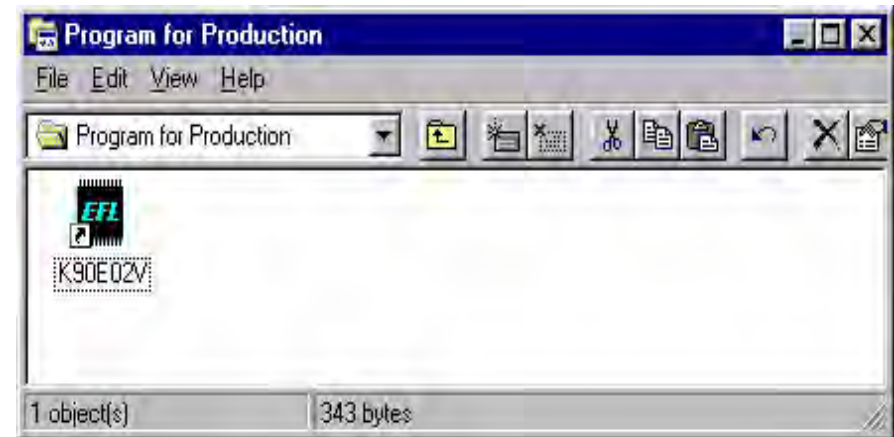 Program for Production
File Edit View Help
Program for Production
EFL
K90E02V
1 object(s) 343 bytes